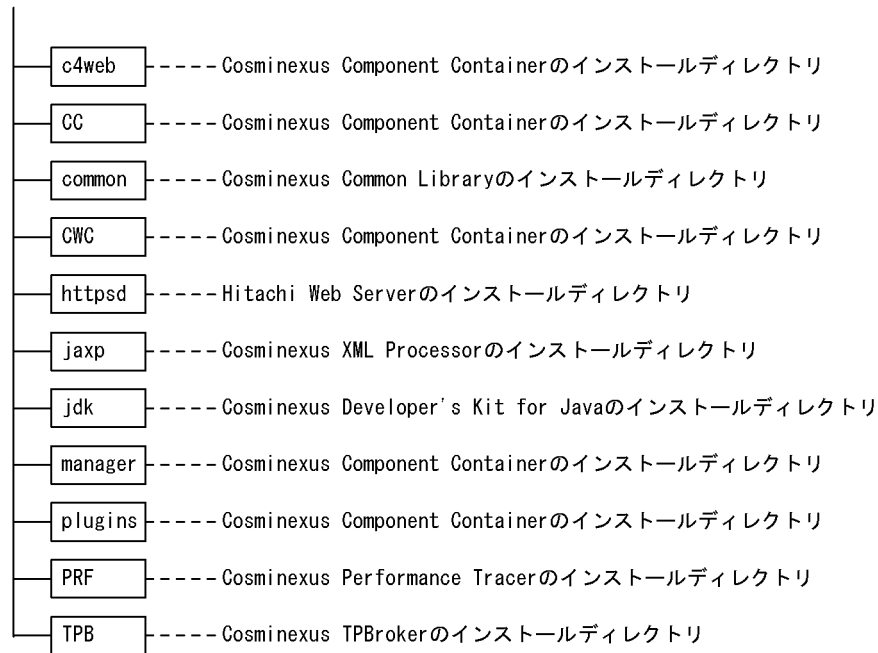 c4web Cosminexus Component Containerのインストールディレクトリ
CC Cosminexus Component Containerのインストールディレクトリ
common Cosminexus Common Libraryのインストールディレクトリ
CWC Cosminexus Component Containerのインストールディレクトリ
httpsd Hitachi Web Serverのインストールディレクトリ
jaxp Cosminexus XML Processorのインストールディレクトリ
jdk Cosminexus Developer's Kit for Javaのインストールディレクトリ
manager Cosminexus Component Containerのインストールディレクトリ
plugins Cosminexus Component Containerのインストールディレクトリ
PRF Cosminexus Performance Tracerのインストールディレクトリ
TPB Cosminexus TPBrokerのインストールディレクトリ